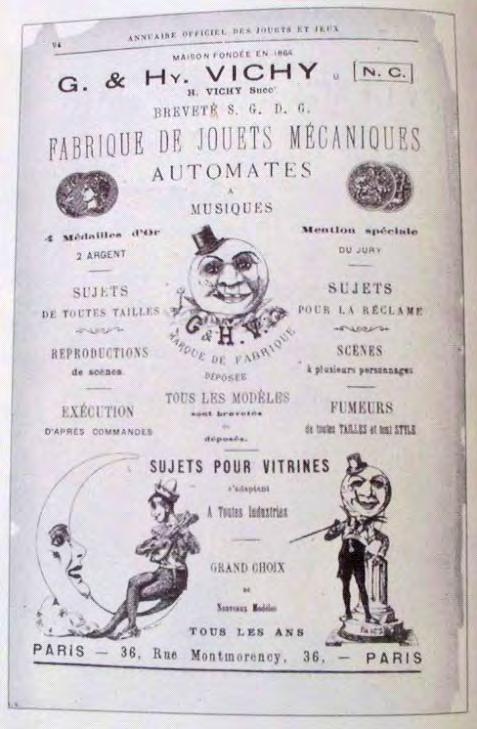 94
ANNUAIRE OFFICIEL DES JOUETS ET JEUX
MAISON FONDÉE EN 1864
G. & Hy. VICHY
N. C.
H. VICHY Succr
BREVETÉ S. G. D. G.
FABRIQUE DE JOUETS MÉCANIQUES
AUTOMATES
A
MUSIQUES
4 Médailles d'Or
2 ARGENT
SUJETS
DE TOUTES TAILLES
REPRODUCTIONS
de scènes.
EXÉCUTION
D'APRÈS COMMANDES
G & H. V.
MARQUE DE FABRIQUE
DÉPOSÉE
TOUS LES MODÈLES
sont brevetés
déposés.
Mention spéciale
DU JURY
SUJETS
POUR LA RÉCLAME
SCÈNES
à plusieurs personnages
FUMEURS
de toutes TAILLES et tout STYLE
SUJETS POUR VITRINES
s'adaptant
A Toutes Industries
GRAND CHOIX
DE
Nouveaux Modèles
TOUS LES ANS
PARIS — 36, Rue Montmorency, 36, — PARIS